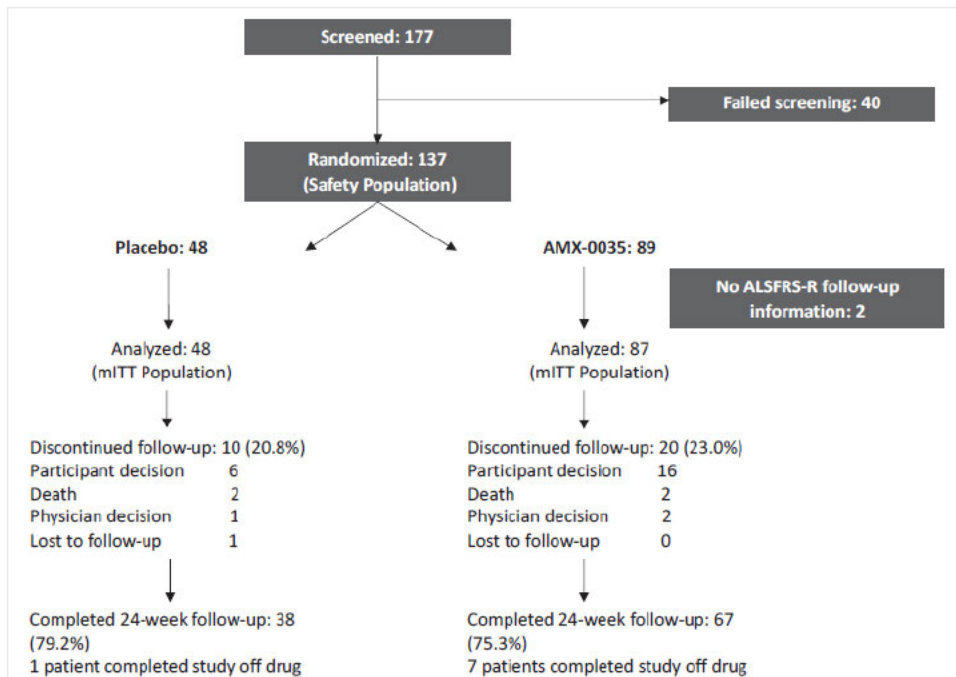 Screened: 177
Failed screening: 40
Randomized: 137
(Safety Population)
Placebo: 48
AMX-0035: 89
No ALSFRS-R follow-up
information: 2
Analyzed: 48
(mITT Population)
Analyzed: 87
(mITT Population)
Discontinued follow-up: 10 (20.8%)
Participant decision 6
Death 2
Physician decision 1
Lost to follow-up 1
Discontinued follow-up: 20 (23.0%)
Participant decision 16
Death 2
Physician decision 2
Lost to follow-up 0
Completed 24-week follow-up: 38
(79.2%)
1 patient completed study off drug
Completed 24-week follow-up: 67
(75.3%)
7 patients completed study off drug